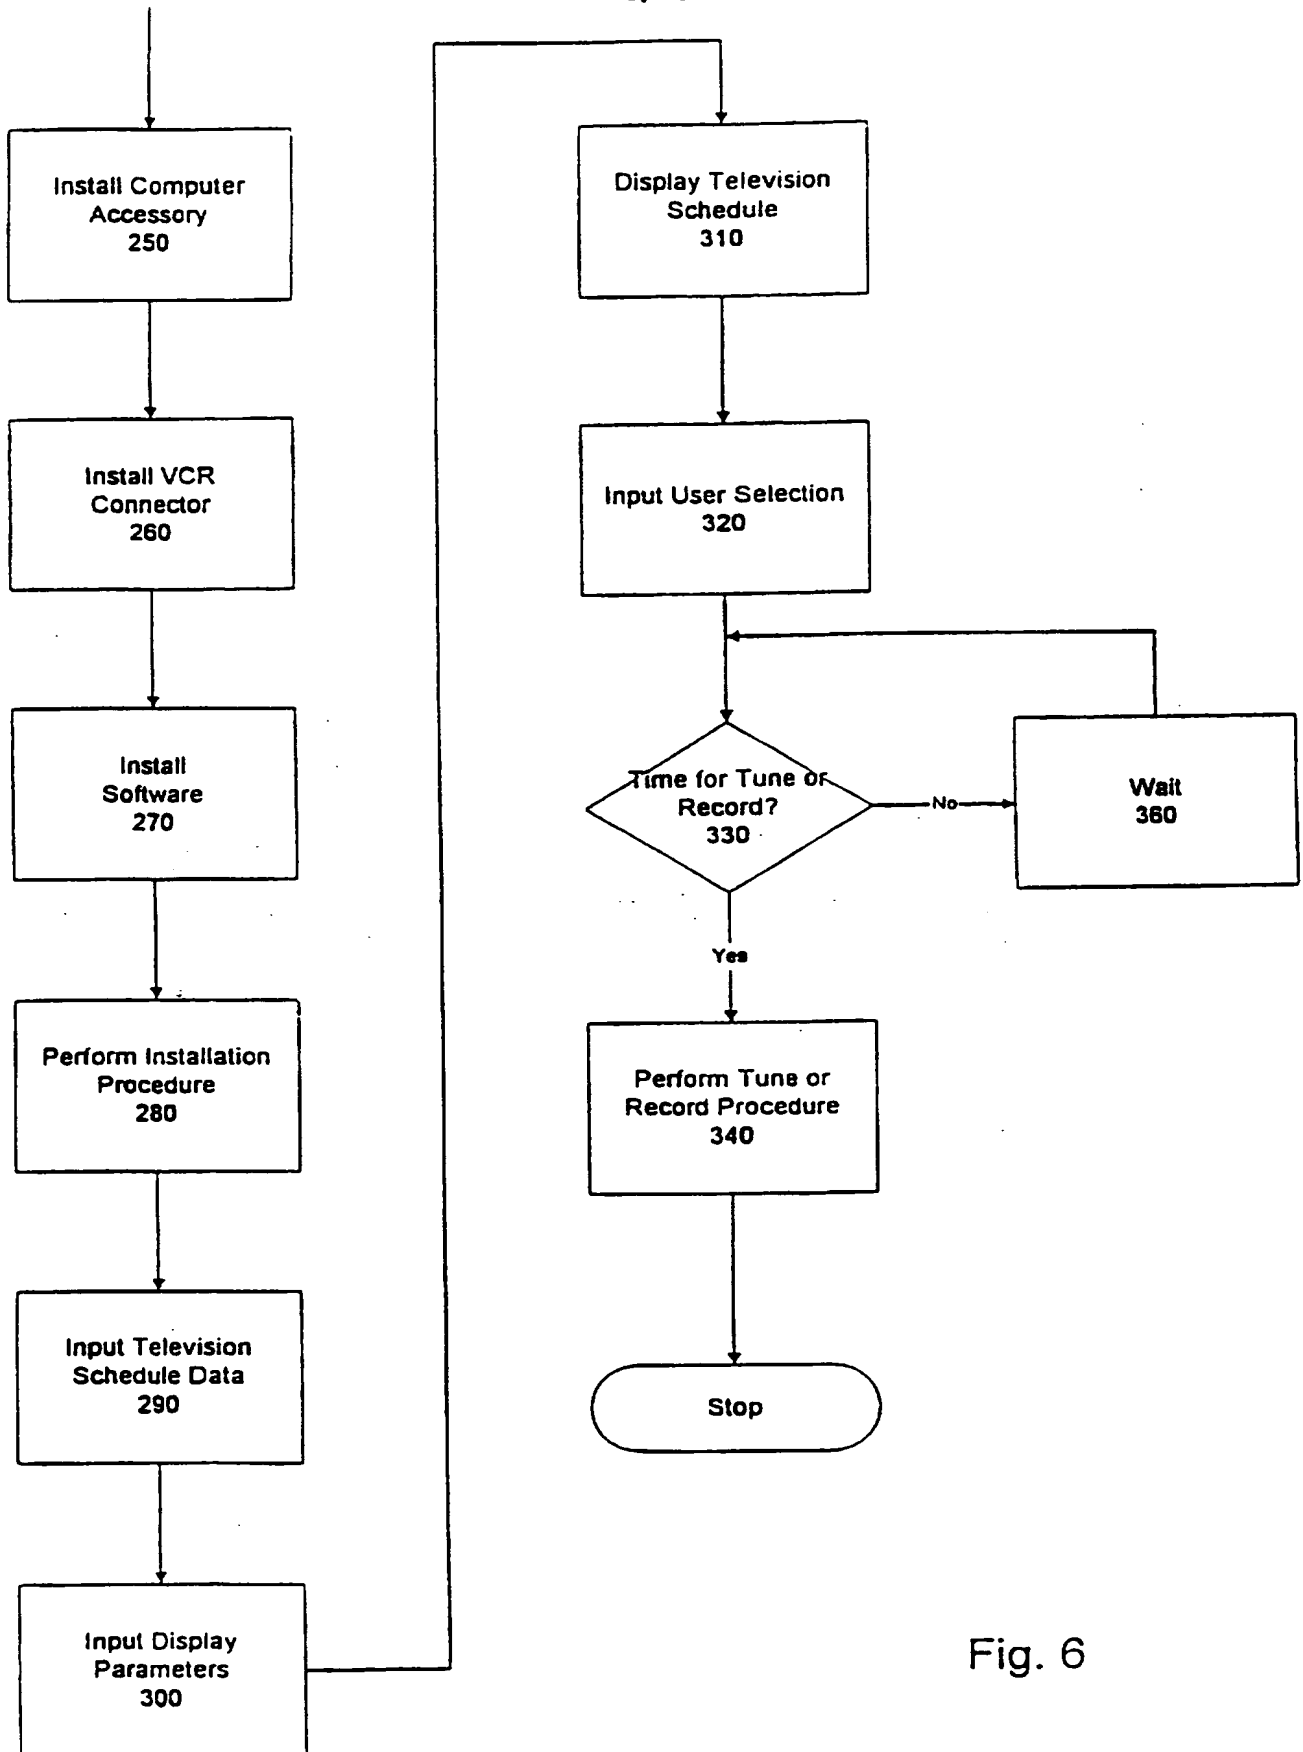 Install Computer
Accessory
250
Install VCR
Connector
260
Install
Software
270
Perform Installation
Procedure
280
Input Television
Schedule Data
290
Input Display
Parameters
300
Display Television
Schedule
310
Input User Selection
320
Time for Tune or
Record?
330
No
Wait
360
Yes
Perform Tune or
Record Procedure
340
Stop
Fig. 6